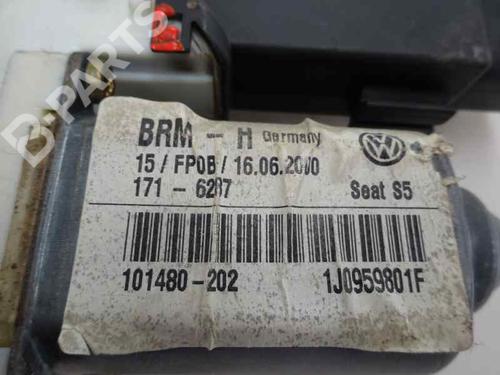 B-PARTS
BRM - H Germany
15 / FP0B / 16.06.2000
171 - 6287
Seat S5
101480-202
1J0959801F